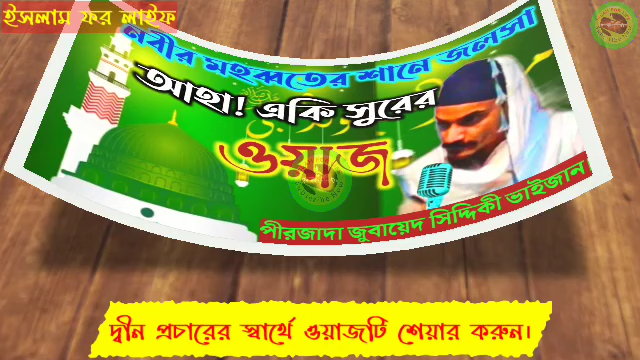 ইসলাম ফর লাইফ
নবীর মহব্বতের শানে জলসা
আহা! একি সুরের
ওয়াজ
পীরজাদা জুবায়েদ সিদ্দিকী ভাইজান
দ্বীন প্রচারের স্বার্থে ওয়াজটি শেয়ার করুন।